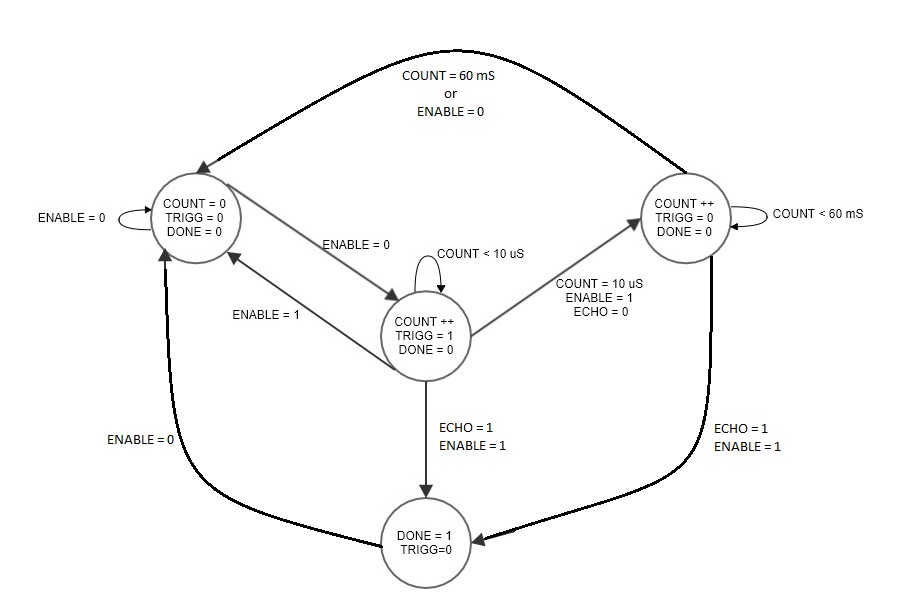 COUNT = 60 mS
or
ENABLE = 0
COUNT = 0
TRIGG = 0
DONE = 0
ENABLE = 0
COUNT ++
TRIGG = 0
DONE = 0
COUNT < 60 mS
ENABLE = 0
COUNT < 10 uS
COUNT = 10 uS
ENABLE = 1
ECHO = 0
ENABLE = 1
COUNT ++
TRIGG = 1
DONE = 0
ECHO = 1
ENABLE = 1
ECHO = 1
ENABLE = 1
ENABLE = 0
DONE = 1
TRIGG=0